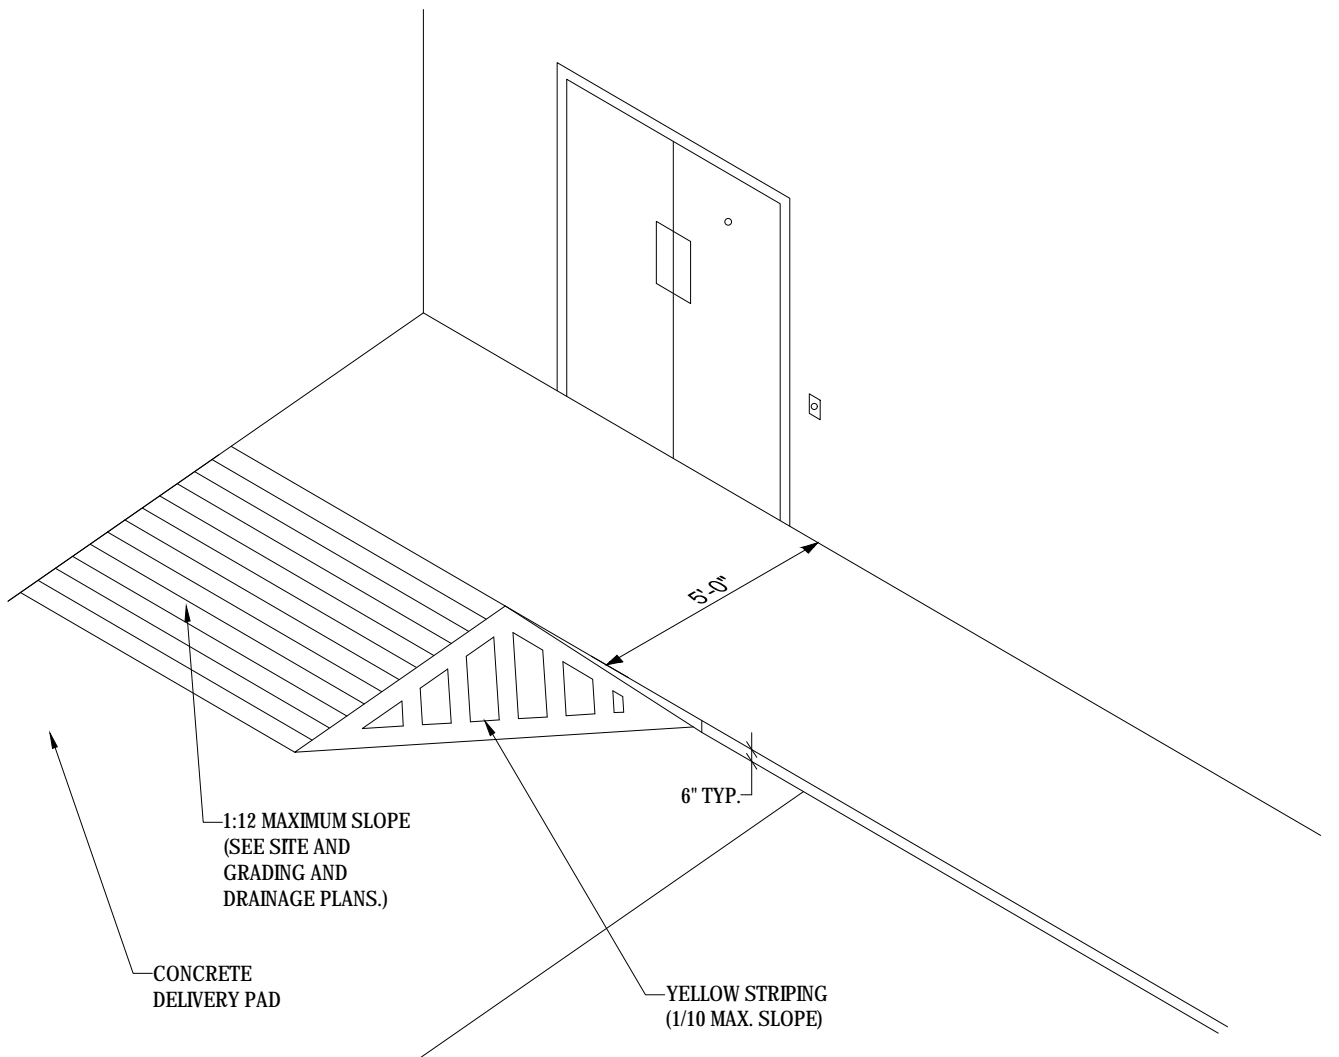 5'-0"
6" TYP.
1:12 MAXIMUM SLOPE
(SEE SITE AND
GRADING AND
DRAINAGE PLANS.)
CONCRETE
DELIVERY PAD
YELLOW STRIPING
(1/10 MAX. SLOPE)